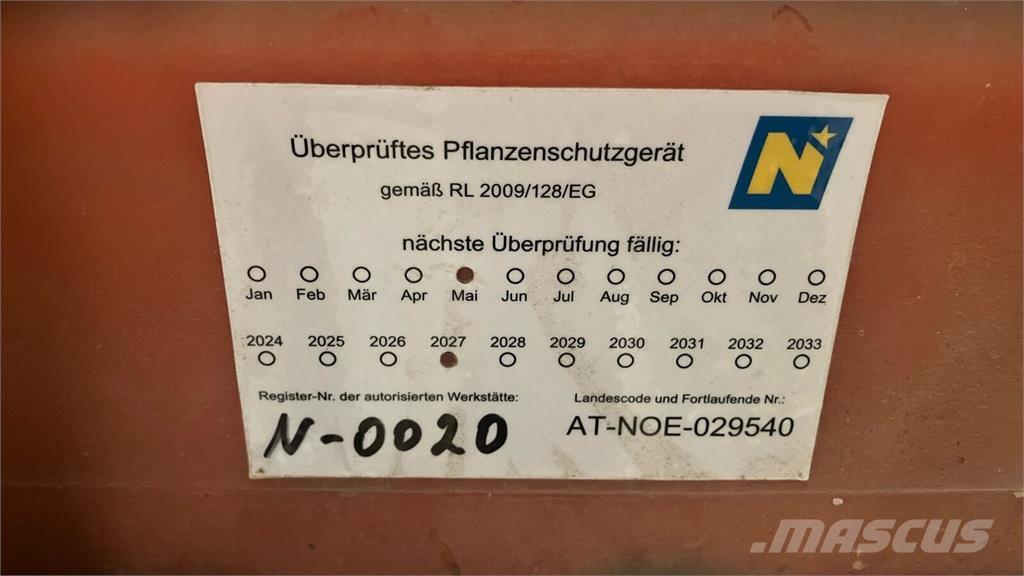 Überprüftes Pflanzenschutzgerät
gemäß RL 2009/128/EG
N
nächste Überprüfung fällig:
Jan Feb Mär Apr Mai Jun Jul Aug Sep Okt Nov Dez
2024 2025 2026 2027 2028 2029 2030 2031 2032 2033
Register-Nr. der autorisierten Werkstätte:
N-0020
Landescode und Fortlaufende Nr.:
AT-NOE-029540
MASCUS